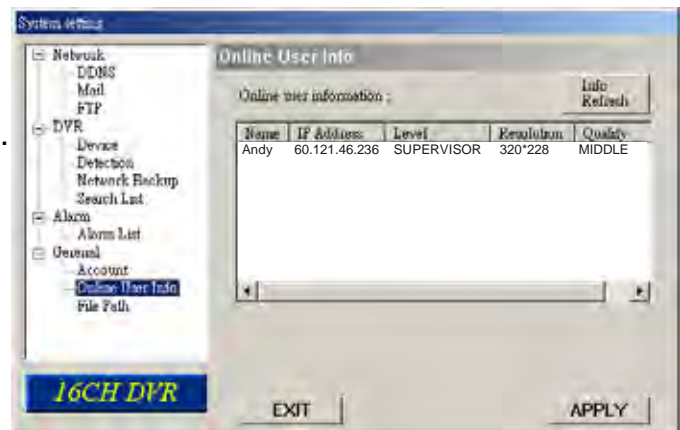 System setting
Network
DDNS
Mail
FTP
DVR
Device
Detection
Network Backup
Search List
Alarm
Alarm List
General
Account
Online User Info
File Path
16CH DVR
Online User Info
Online user information :
Info
Refresh
Name IP Address Level Resolution Quality
Andy 60.121.46.236 SUPERVISOR 320*228 MIDDLE
EXIT
APPLY